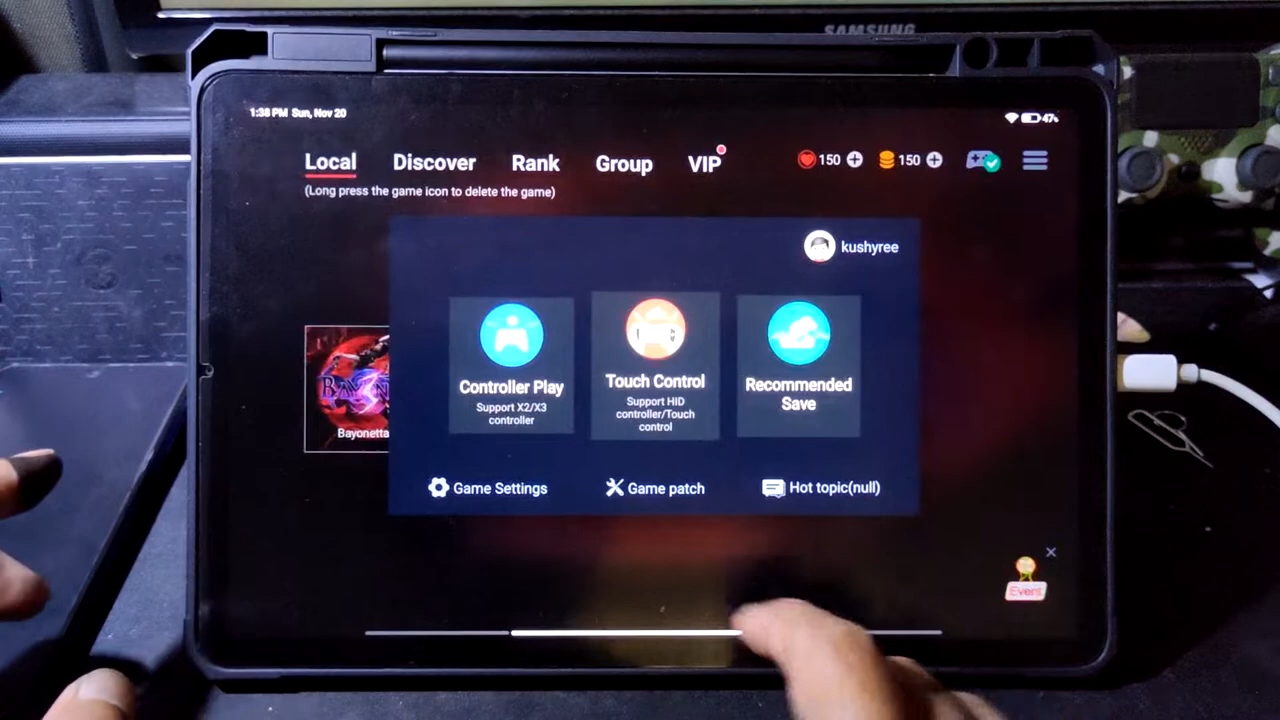 SAMSUNG
1:38 PM Sun, Nov 20
47%
Local
Discover
Rank
Group
VIP
150
150
(Long press the game icon to delete the game)
kushyree
Controller Play
Support X2/X3
controller
Touch Control
Support HID
controller/Touch
control
Recommended
Save
Bayonetta
Game Settings
Game patch
Hot topic(null)
Event